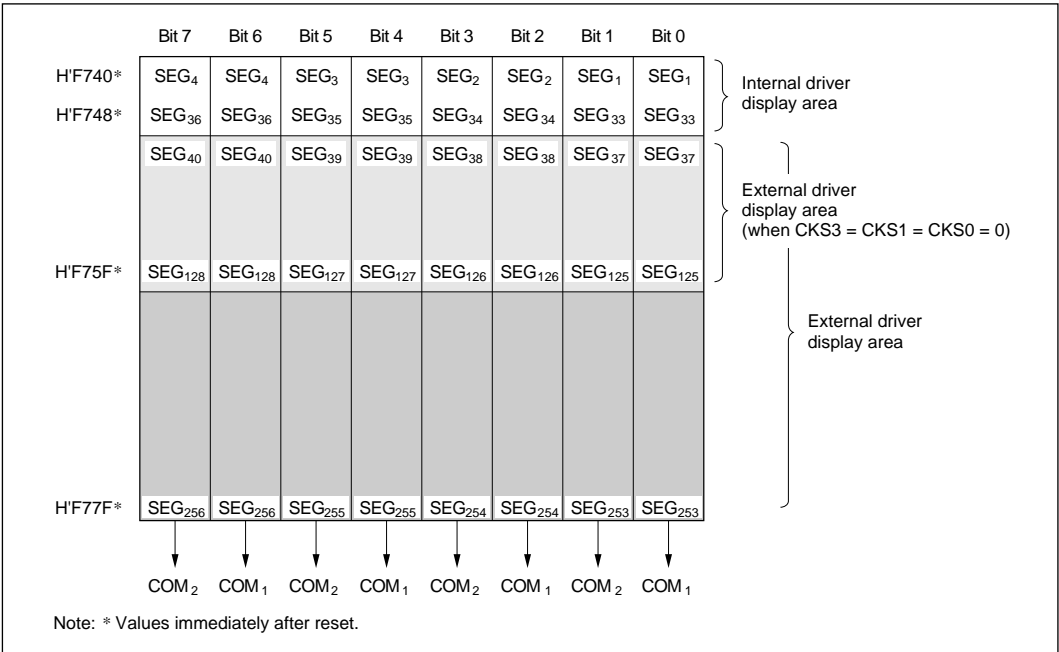 Bit 7 Bit 6 Bit 5 Bit 4 Bit 3 Bit 2 Bit 1 Bit 0
H'F740* SEG4 SEG4 SEG3 SEG3 SEG2 SEG2 SEG1 SEG1
Internal driver
display area
H'F748* SEG36 SEG36 SEG35 SEG35 SEG34 SEG34 SEG33 SEG33
SEG40 SEG40 SEG39 SEG39 SEG38 SEG38 SEG37 SEG37
External driver
display area
(when CKS3 = CKS1 = CKS0 = 0)
H'F75F* SEG128 SEG128 SEG127 SEG127 SEG126 SEG126 SEG125 SEG125
External driver
display area
H'F77F* SEG256 SEG256 SEG255 SEG255 SEG254 SEG254 SEG253 SEG253
COM2 COM1 COM2 COM1 COM2 COM1 COM2 COM1
Note: * Values immediately after reset.